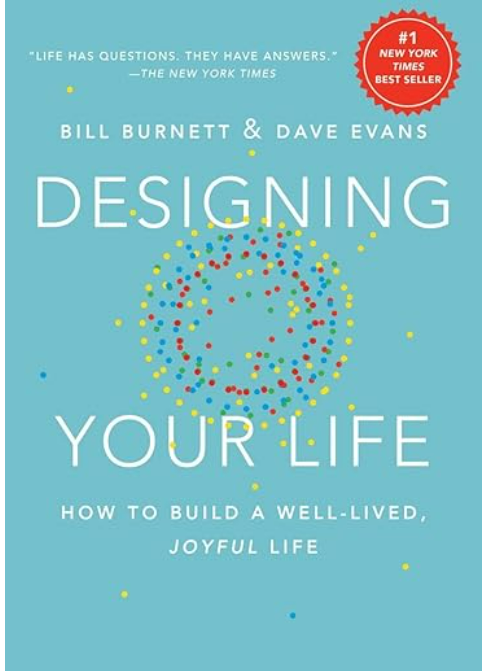 "LIFE HAS QUESTIONS. THEY HAVE ANSWERS."
—THE NEW YORK TIMES
#1
NEW YORK
TIMES
BEST SELLER
BILL BURNETT & DAVE EVANS
DESIGNING
YOUR LIFE
HOW TO BUILD A WELL-LIVED,
JOYFUL LIFE